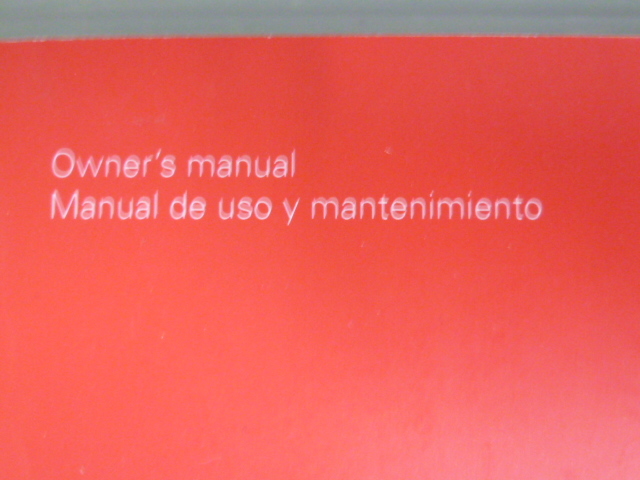 Owner's manual
Manual de uso y mantenimiento